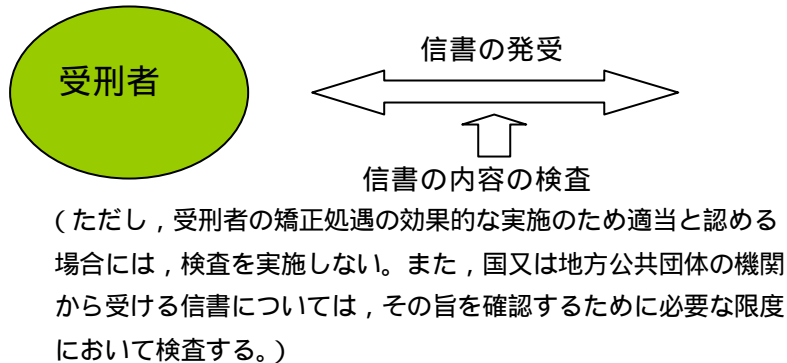 受刑者
信書の発受
信書の内容の検査
(ただし,受刑者の矯正処遇の効果的な実施のため適当と認める
場合には,検査を実施しない。また,国又は地方公共団体の機関
から受ける信書については,その旨を確認するために必要な限度
において検査する。)